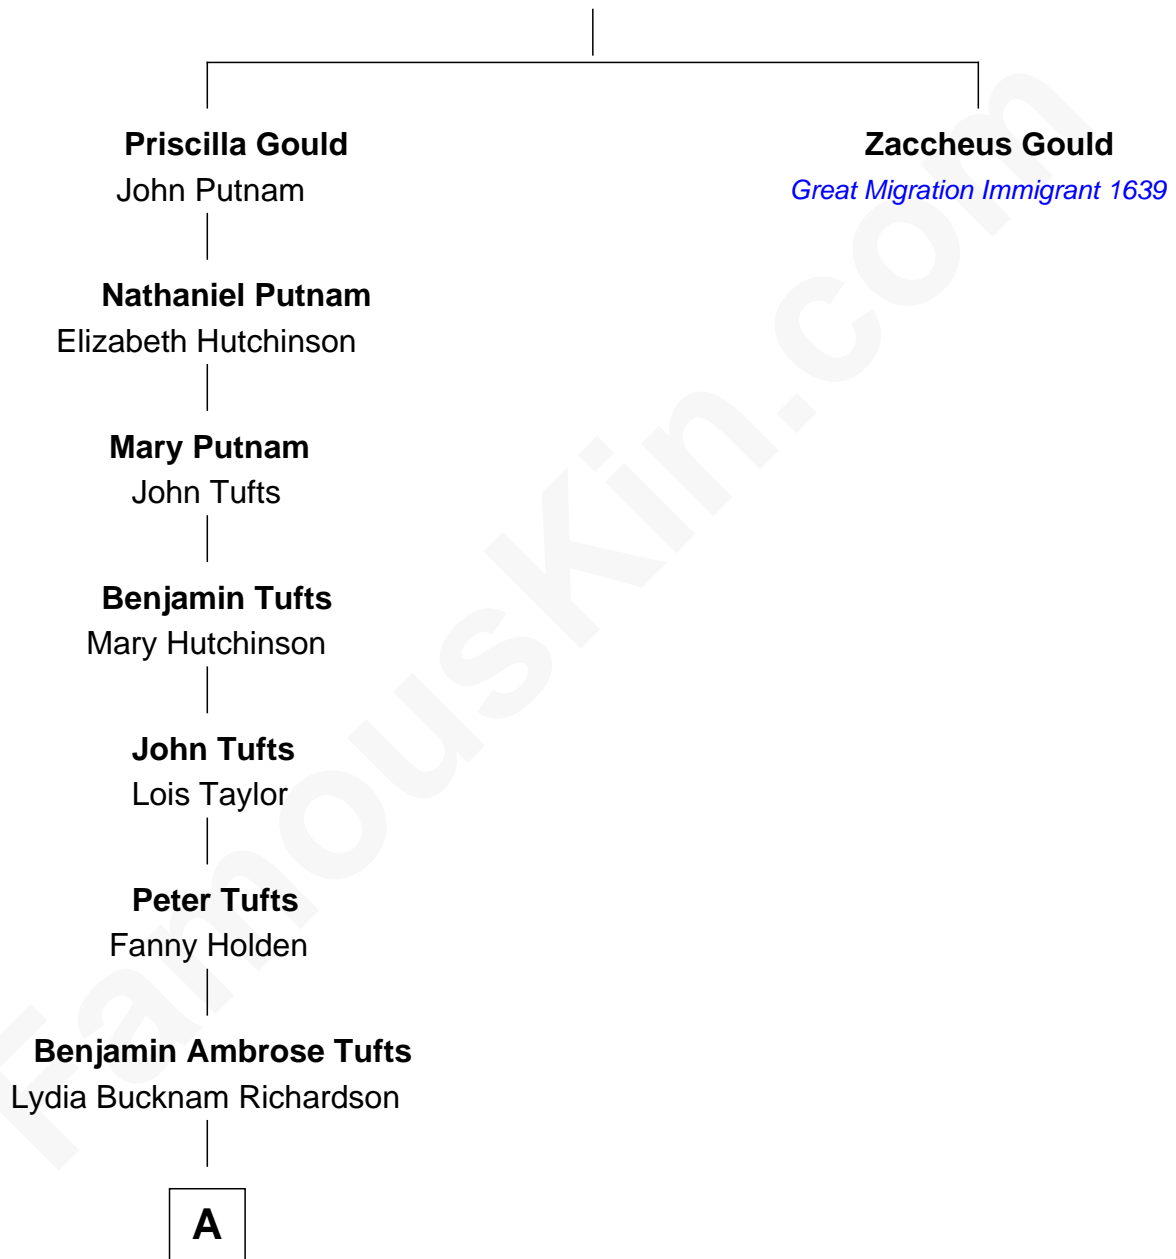 Priscilla Gould
John Putnam
Zaccheus Gould
Great Migration Immigrant 1639
Nathaniel Putnam
Elizabeth Hutchinson
Mary Putnam
John Tufts
Benjamin Tufts
Mary Hutchinson
John Tufts
Lois Taylor
Peter Tufts
Fanny Holden
Benjamin Ambrose Tufts
Lydia Bucknam Richardson
A
FamousKin.com